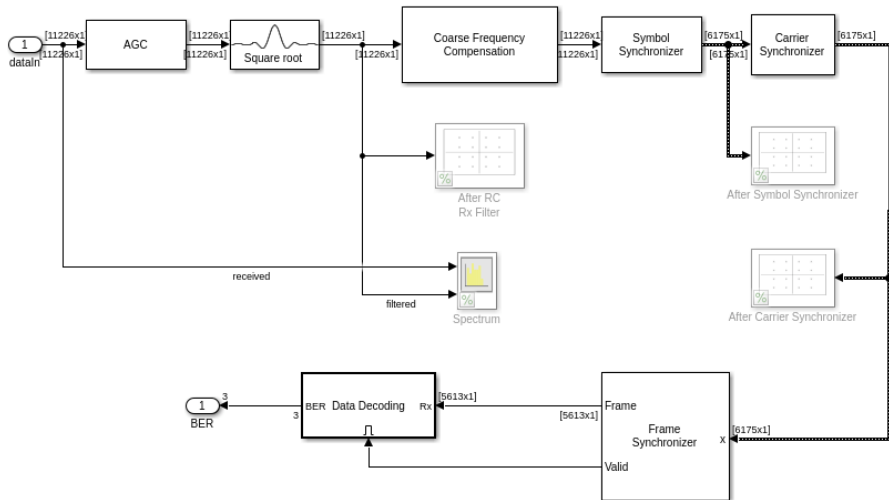 [11226x1]
[11226x1]
[11226x1]
[11226x1]
1
AGC
Coarse Frequency
Compensation
Symbol
Synchronizer
[6175x1]
Carrier
Synchronizer
[6175x1]
Square root
dataIn
[11226x1]
[11226x1]
[11226x1]
11226x1]
[6175x1]
After RC
Rx Filter
After Symbol Synchronizer
received
filtered
Spectrum
After Carrier Synchronizer
3
1
BER
3
BER
Data Decoding
Rx
[5613x1]
[5613x1]
Frame
Frame
Synchronizer
x
[6175x1]
Valid